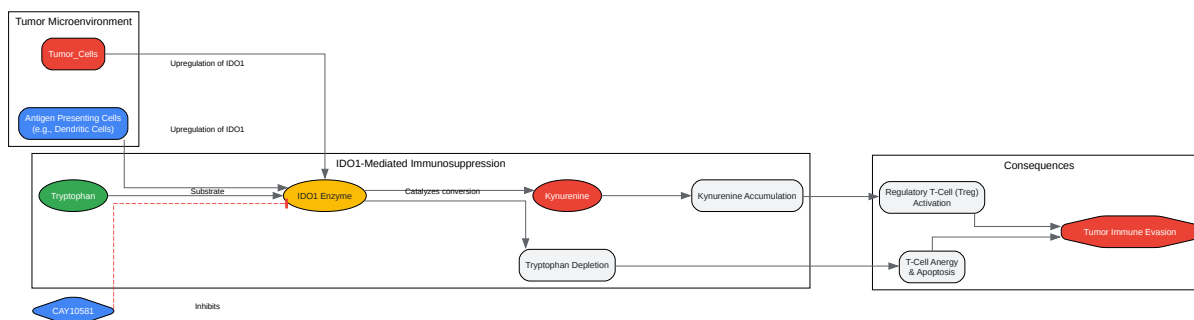 Tumor Microenvironment
Tumor_Cells
Upregulation of IDO1
Antigen Presenting Cells
(e.g., Dendritic Cells)
Upregulation of IDO1
IDO1-Mediated Immunosuppression
Consequences
Tryptophan
Substrate
IDO1 Enzyme
Catalyzes conversion
Kynurenine
Kynurenine Accumulation
Regulatory T-Cell (Treg)
Activation
Tumor Immune Evasion
Tryptophan Depletion
T-Cell Anergy
& Apoptosis
CAY10581
Inhibits